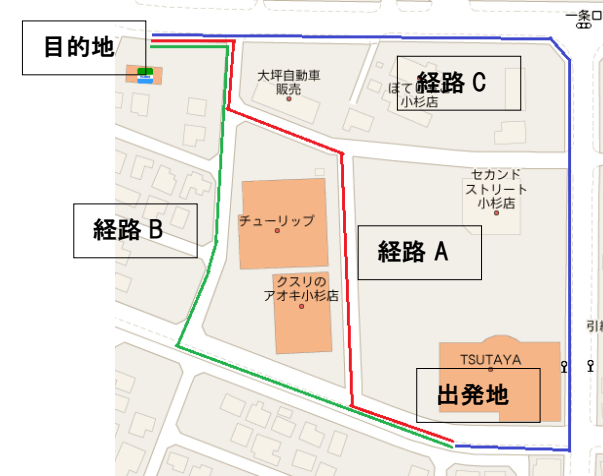 一条口
目的地
大坪自動車
販売
経路 C
小杉店
セカンド
ストリート
小杉店
経路 B
チューリップ
経路 A
クスリの
アオキ小杉店
引
TSUTAYA
出発地